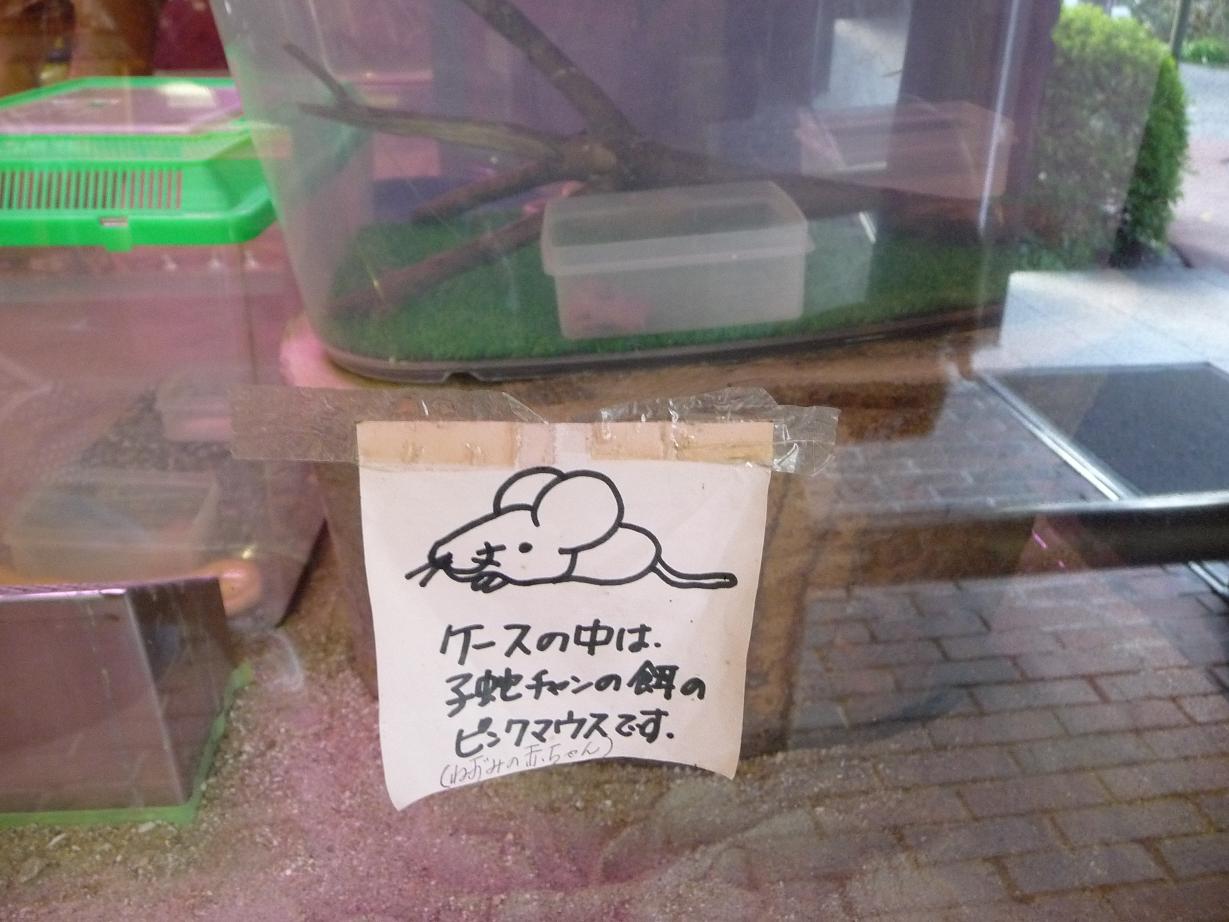 ケースの中は.
子蛇チャンの餌の
ピンクマウスです.
(ねずみの赤ちゃん)